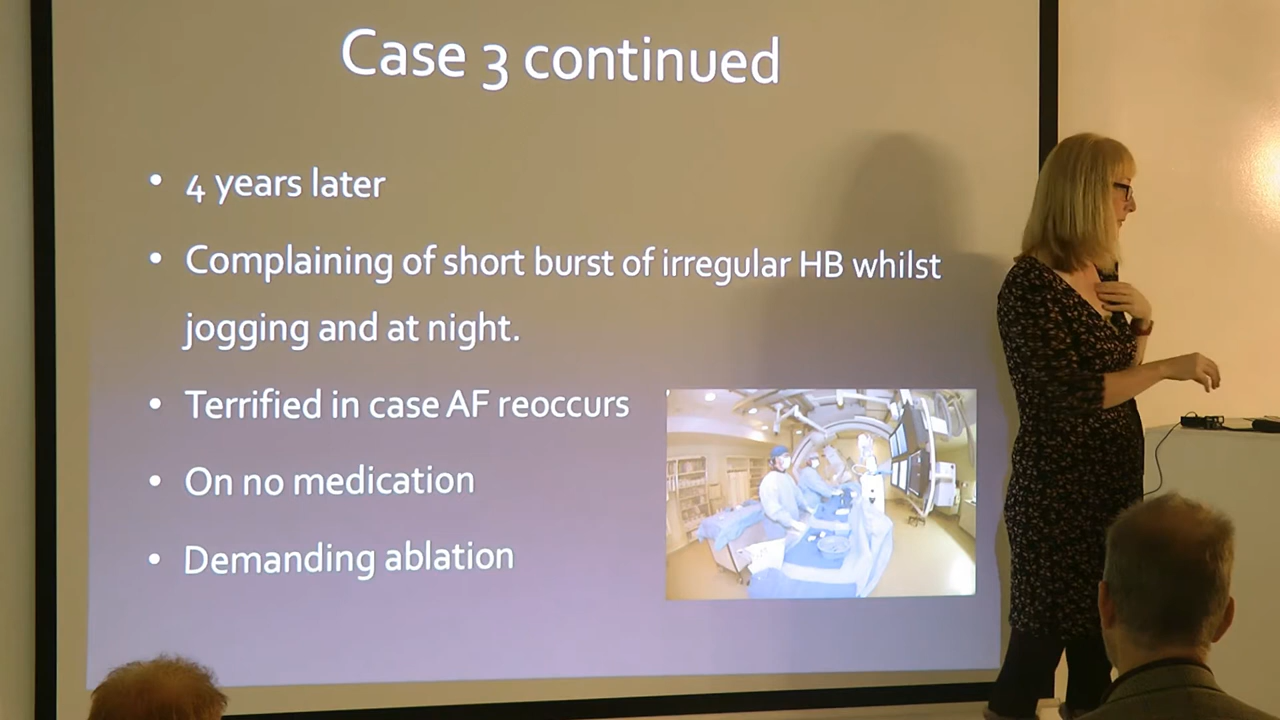 Case 3 continued
• 4 years later
• Complaining of short burst of irregular HB whilst
jogging and at night.
• Terrified in case AF reoccurs
• On no medication
• Demanding ablation